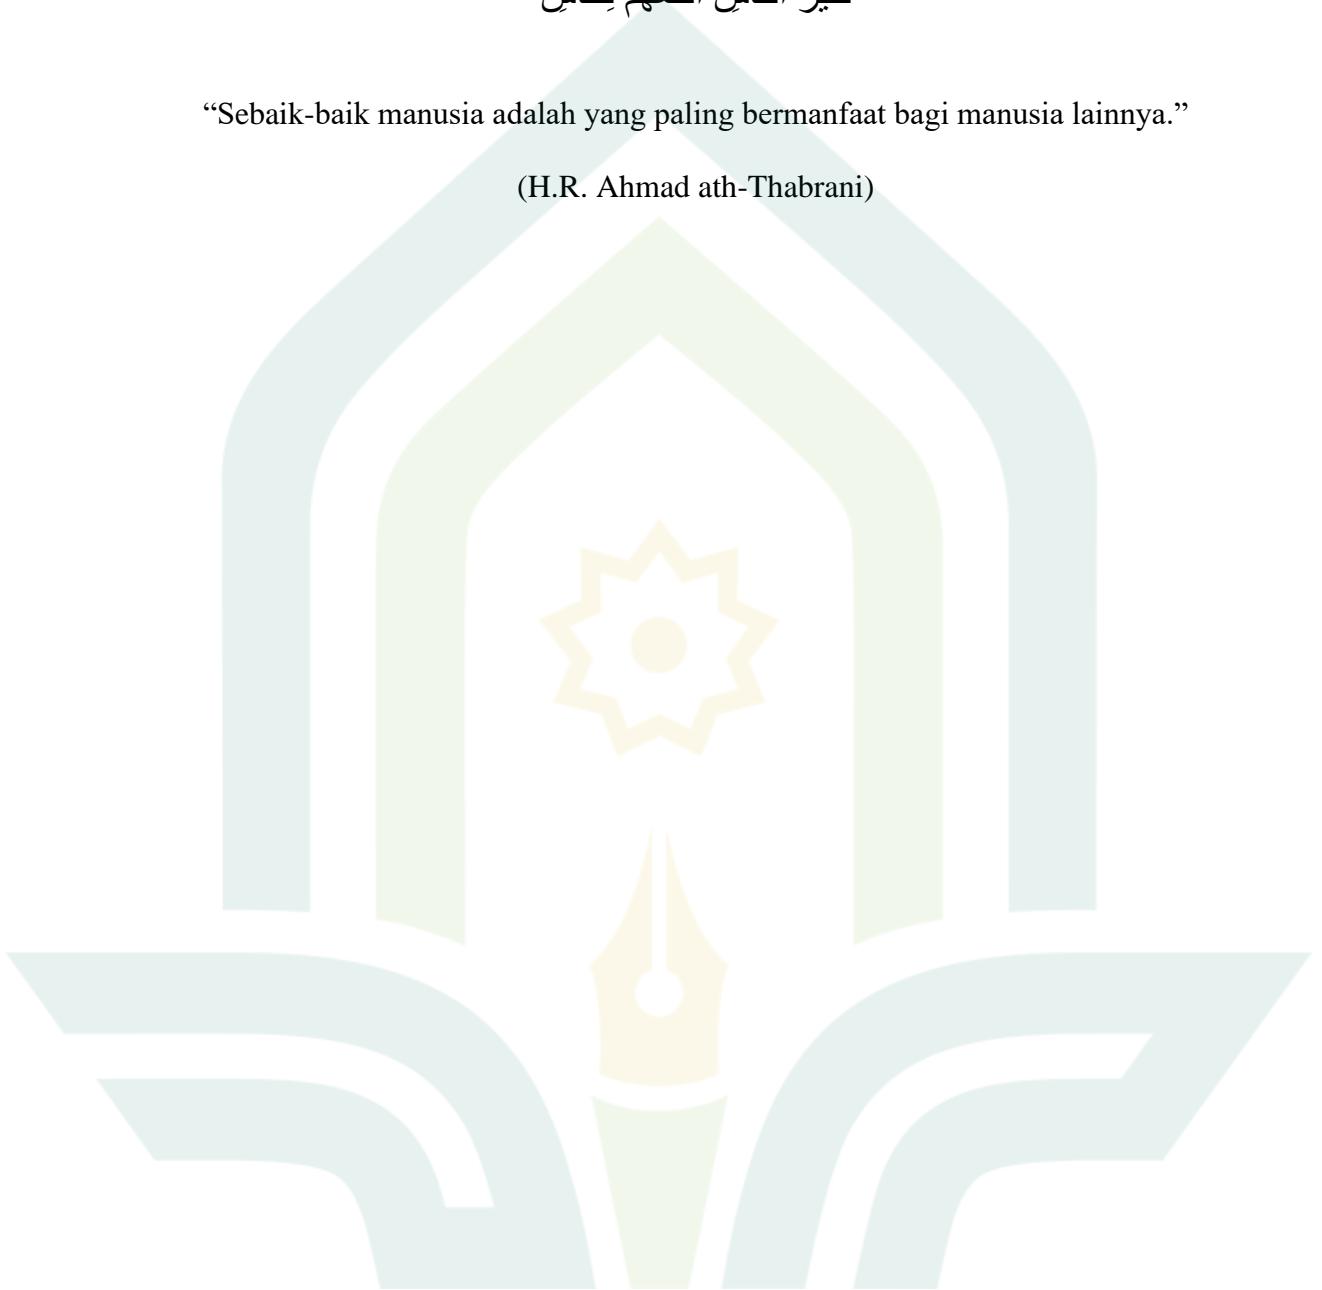 “Sebaik-baik manusia adalah yang paling bermanfaat bagi manusia lainnya.”
(H.R. Ahmad ath-Thabrani)